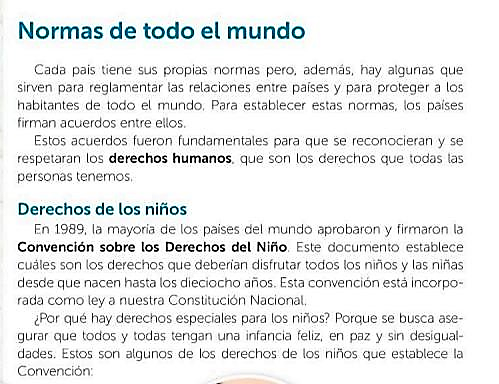 Normas de todo el mundo
Cada país tiene sus propias normas pero, además, hay algunas que
sirven para reglamentar las relaciones entre países y para proteger a los
habitantes de todo el mundo. Para establecer estas normas, los países
firman acuerdos entre ellos.
Estos acuerdos fueron fundamentales para que se reconocieran y se
respetaran los derechos humanos, que son los derechos que todas las
personas tenemos.
Derechos de los niños
En 1989, la mayoría de los países del mundo aprobaron y firmaron la
Convención sobre los Derechos del Niño. Este documento establece
cuáles son los derechos que deberían disfrutar todos los niños y las niñas
desde que nacen hasta los dieciocho años. Esta convención está incorpo-
rada como ley a nuestra Constitución Nacional.
¿Por qué hay derechos especiales para los niños? Porque se busca ase-
gurar que todos y todas tengan una infancia feliz, en paz y sin desigual-
dades. Estos son algunos de los derechos de los niños que establece la
Convención: